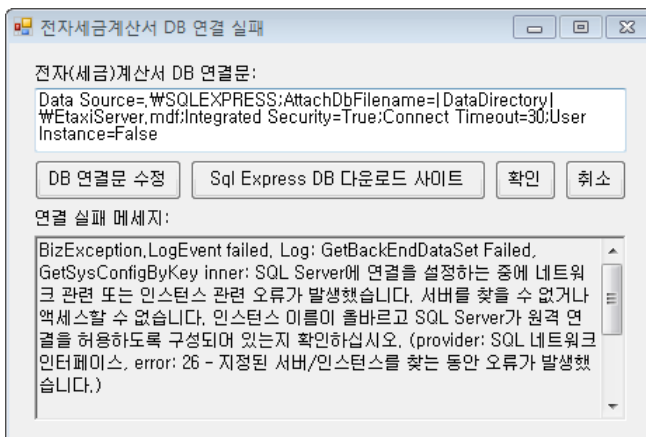 전자세금계산서 DB 연결 실패
전자(세금)계산서 DB 연결문:
Data Source=.₩SQLEXPRESS;AttachDbFilename=|DataDirectory|
₩EtaxiServer.mdf;Integrated Security=True;Connect Timeout=30;User
Instance=False
DB 연결문 수정
Sql Express DB 다운로드 사이트
확인
취소
연결 실패 메세지:
BizException.LogEvent failed, Log: GetBackEndDataSet Failed,
GetSysConfigByKey inner: SQL Server에 연결을 설정하는 중에 네트워
크 관련 또는 인스턴스 관련 오류가 발생했습니다. 서버를 찾을 수 없거나
액세스할 수 없습니다. 인스턴스 이름이 올바르고 SQL Server가 원격 연
결을 허용하도록 구성되어 있는지 확인하십시오. (provider: SQL 네트워크
인터페이스, error: 26 - 지정된 서버/인스턴스를 찾는 동안 오류가 발생했
습니다.)